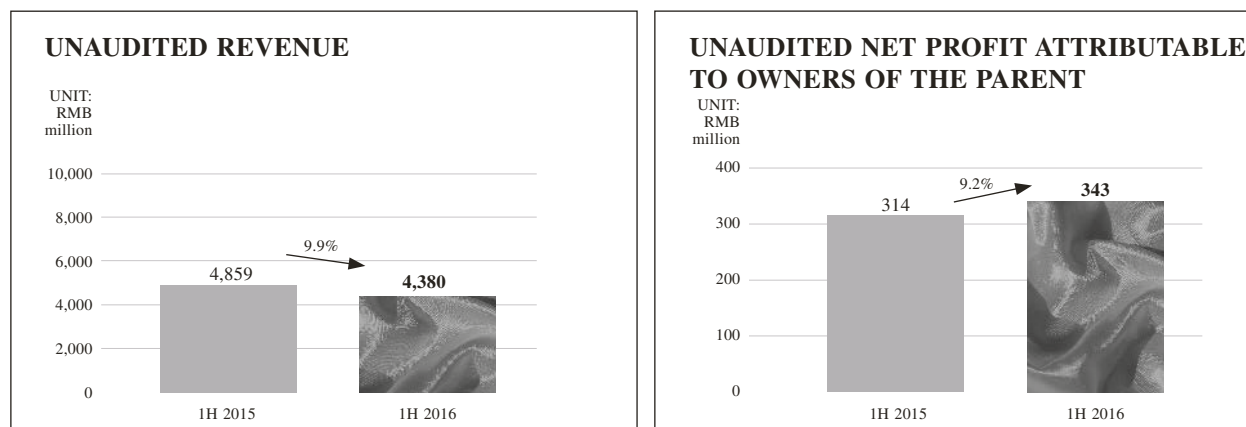 UNAUDITED REVENUE
UNIT:
RMB
million
10,000
8,000
6,000
4,000
2,000
0
9.9%
4,859
4,380
1H 2015
1H 2016
UNAUDITED NET PROFIT ATTRIBUTABLE
TO OWNERS OF THE PARENT
UNIT:
RMB
million
400
300
200
100
0
9.2%
314
343
1H 2015
1H 2016